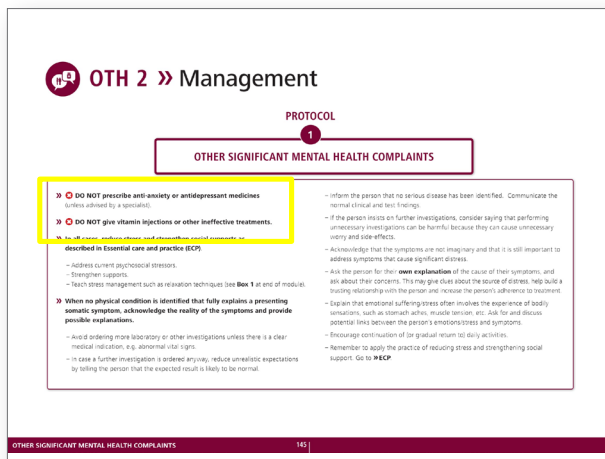 OTH 2 » Management
PROTOCOL
1
OTHER SIGNIFICANT MENTAL HEALTH COMPLAINTS
» DO NOT prescribe anti-anxiety or antidepressant medicines
(unless advised by a specialist).
» DO NOT give vitamin injections or other ineffective treatments.
» In all cases, reduce stress and strengthen social supports as
described in Essential care and practice (ECP).
– Address current psychosocial stressors.
– Strengthen supports.
– Teach stress management such as relaxation techniques (see Box 1 at end of module).
» When no physical condition is identified that fully explains a presenting
somatic symptom, acknowledge the reality of the symptoms and provide
possible explanations.
– Avoid ordering more laboratory or other investigations unless there is a clear
medical indication, e.g. abnormal vital signs.
– In case a further investigation is ordered anyway, reduce unrealistic expectations
by telling the person that the expected result is likely to be normal.
– Inform the person that no serious disease has been identified. Communicate the
normal clinical and test findings.
– If the person insists on further investigations, consider saying that performing
unnecessary investigations can be harmful because they can cause unnecessary
worry and side-effects.
– Acknowledge that the symptoms are not imaginary and that it is still important to
address symptoms that cause significant distress.
– Ask the person for their own explanation of the cause of their symptoms, and
ask about their concerns. This may give clues about the source of distress, help build a
trusting relationship with the person and increase the person's adherence to treatment.
– Explain that emotional suffering/stress often involves the experience of bodily
sensations, such as stomach aches, muscle tension, etc. Ask for and discuss
potential links between the person's emotions/stress and symptoms.
– Encourage continuation of (or gradual return to) daily activities.
– Remember to apply the practice of reducing stress and strengthening social
support. Go to »ECP.
OTHER SIGNIFICANT MENTAL HEALTH COMPLAINTS 145